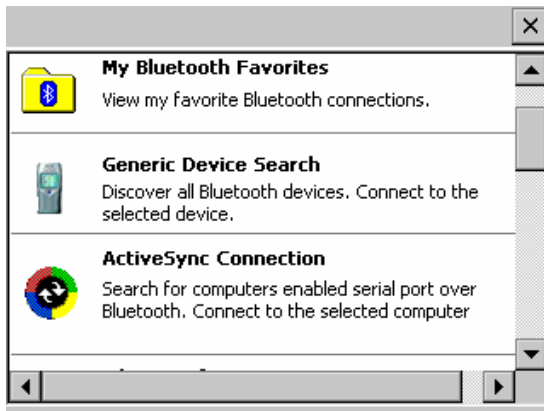 My Bluetooth Favorites
View my favorite Bluetooth connections.
Generic Device Search
Discover all Bluetooth devices. Connect to the
selected device.
ActiveSync Connection
Search for computers enabled serial port over
Bluetooth. Connect to the selected computer